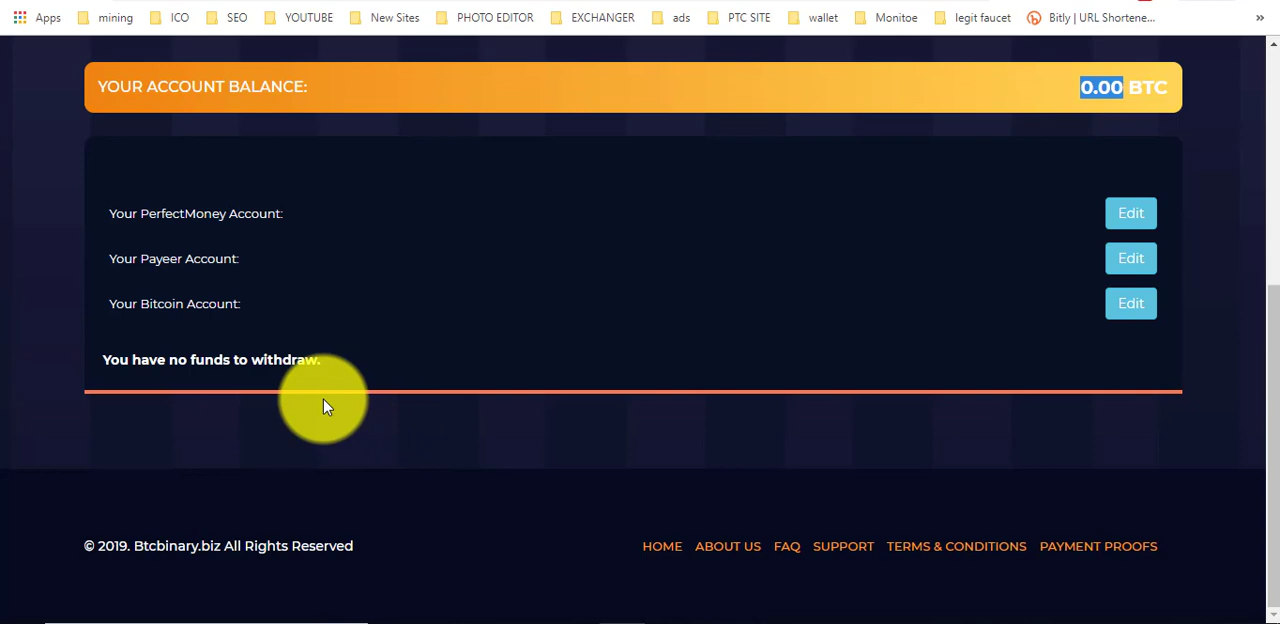 Apps mining ICO SEO YOUTUBE New Sites PHOTO EDITOR EXCHANGER ads PTC SITE wallet Monitoe legit faucet Bitly | URL Shortene... »
YOUR ACCOUNT BALANCE: 0.00 BTC
Your PerfectMoney Account: Edit
Your Payeer Account: Edit
Your Bitcoin Account: Edit
You have no funds to withdraw.
© 2019. Btcbinary.biz All Rights Reserved HOME ABOUT US FAQ SUPPORT TERMS & CONDITIONS PAYMENT PROOFS